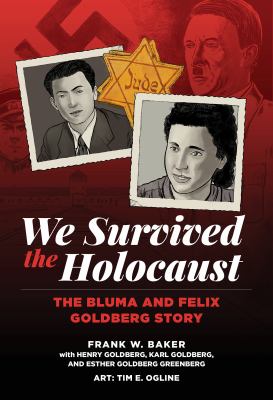 Jude
We Survived
the Holocaust
THE BLUMA AND FELIX
GOLDBERG STORY
FRANK W. BAKER
with HENRY GOLDBERG, KARL GOLDBERG,
AND ESTHER GOLDBERG GREENBERG
ART: TIM E. OGLINE